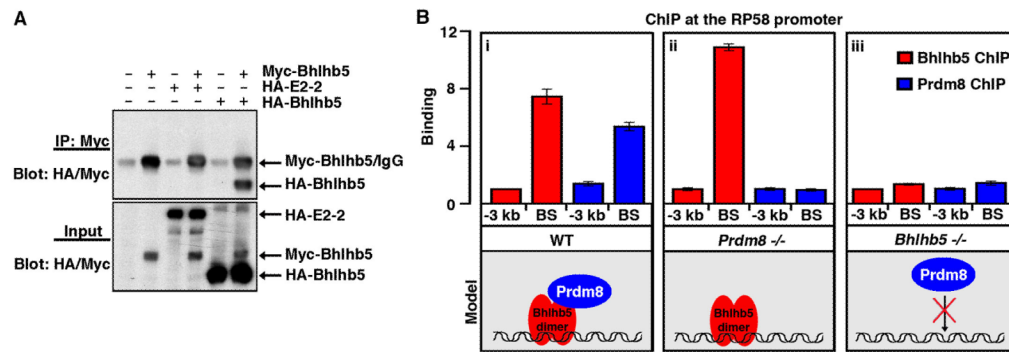 A
- + - + - + Myc-Bhlhb5
- - + + - - HA-E2-2
- - - - + + HA-Bhlhb5
IP: Myc
Blot: HA/Myc
Myc-Bhlhb5/IgG
HA-Bhlhb5
Input
Blot: HA/Myc
HA-E2-2
Myc-Bhlhb5
HA-Bhlhb5
B
ChIP at the RP58 promoter
Binding
12
8
4
0
i
ii
iii
Bhlhb5 ChIP
Prdm8 ChIP
-3 kb BS -3 kb BS
-3 kb BS -3 kb BS
-3 kb BS -3 kb BS
WT
Prdm8 -/-
Bhlhb5 -/-
Model
Prdm8
Bhlhb5
dimer
Bhlhb5
dimer
Prdm8